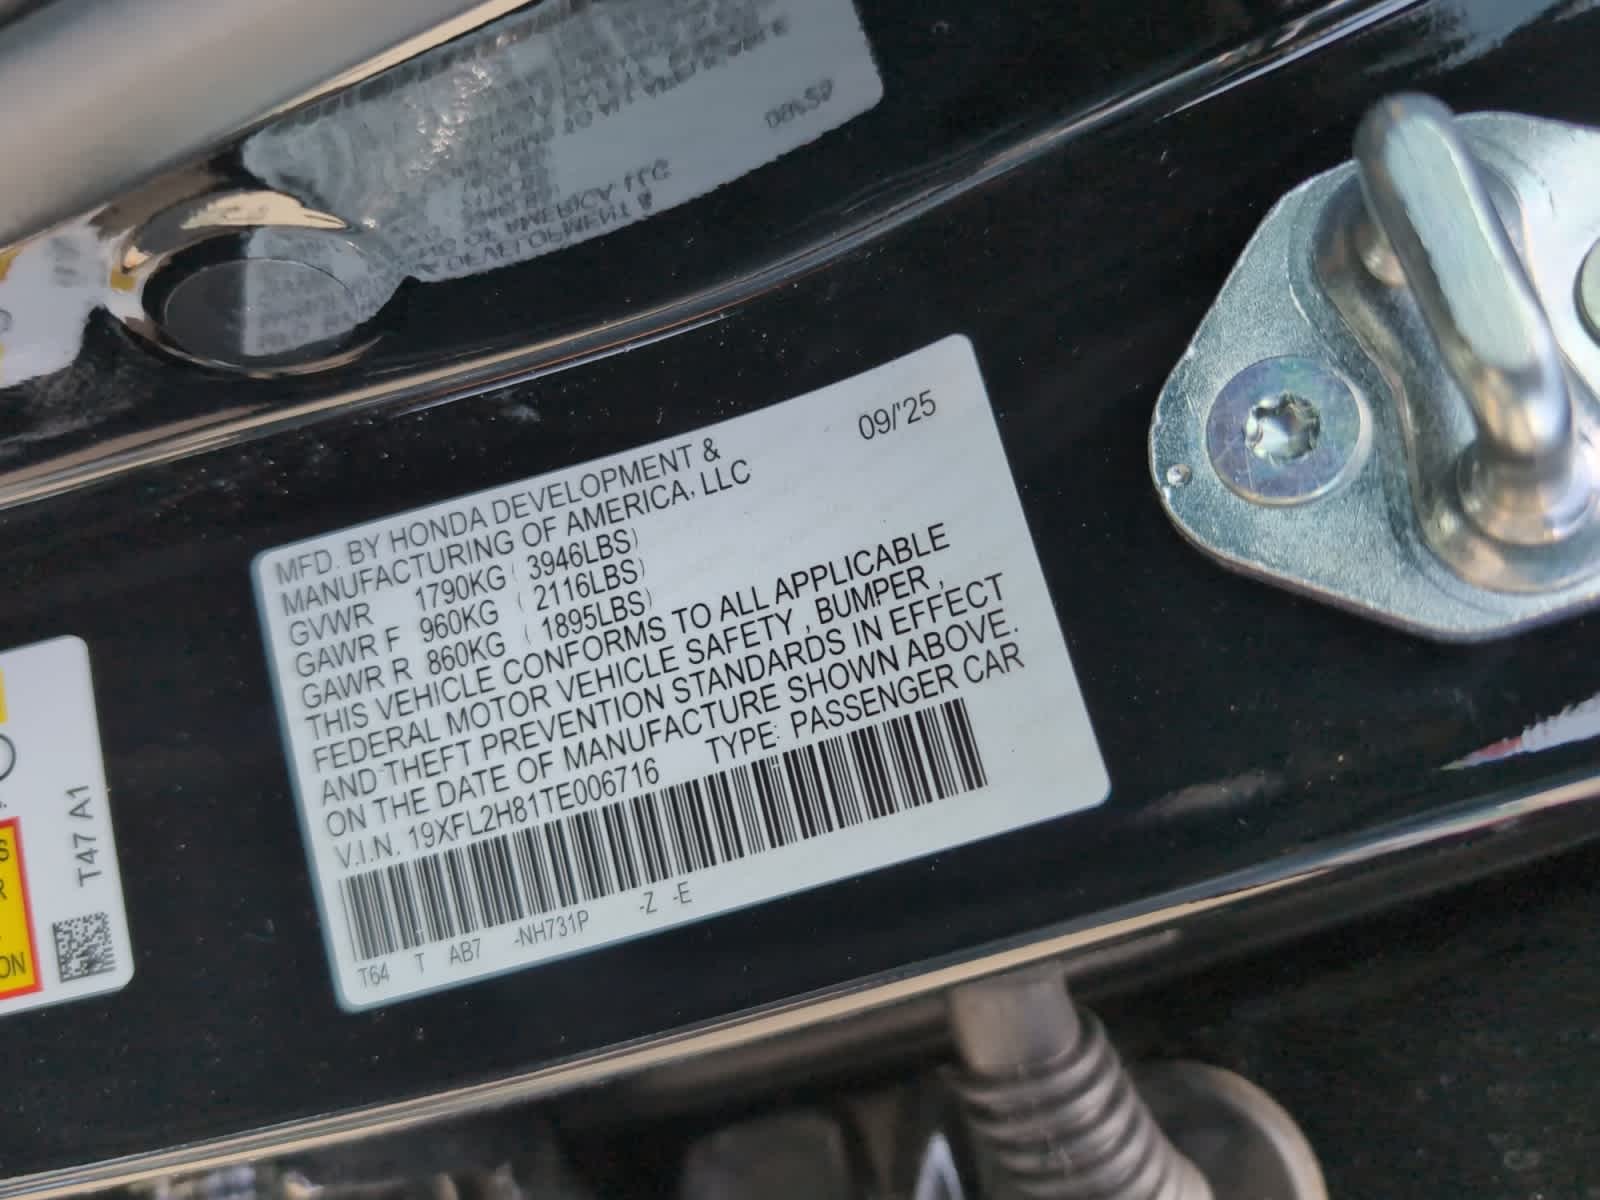 09/'25
MFD. BY HONDA DEVELOPMENT &
MANUFACTURING OF AMERICA, LLC
GVWR 1790KG ( 3946LBS)
GAWR F 960KG ( 2116LBS)
GAWR R 860KG ( 1895LBS)
THIS VEHICLE CONFORMS TO ALL APPLICABLE
FEDERAL MOTOR VEHICLE SAFETY , BUMPER ,
AND THEFT PREVENTION STANDARDS IN EFFECT
ON THE DATE OF MANUFACTURE SHOWN ABOVE.
V.I.N. 19XFL2H81TE006716 TYPE: PASSENGER CAR
T64 T AB7 -NH731P -Z -E
T47 A1
ON